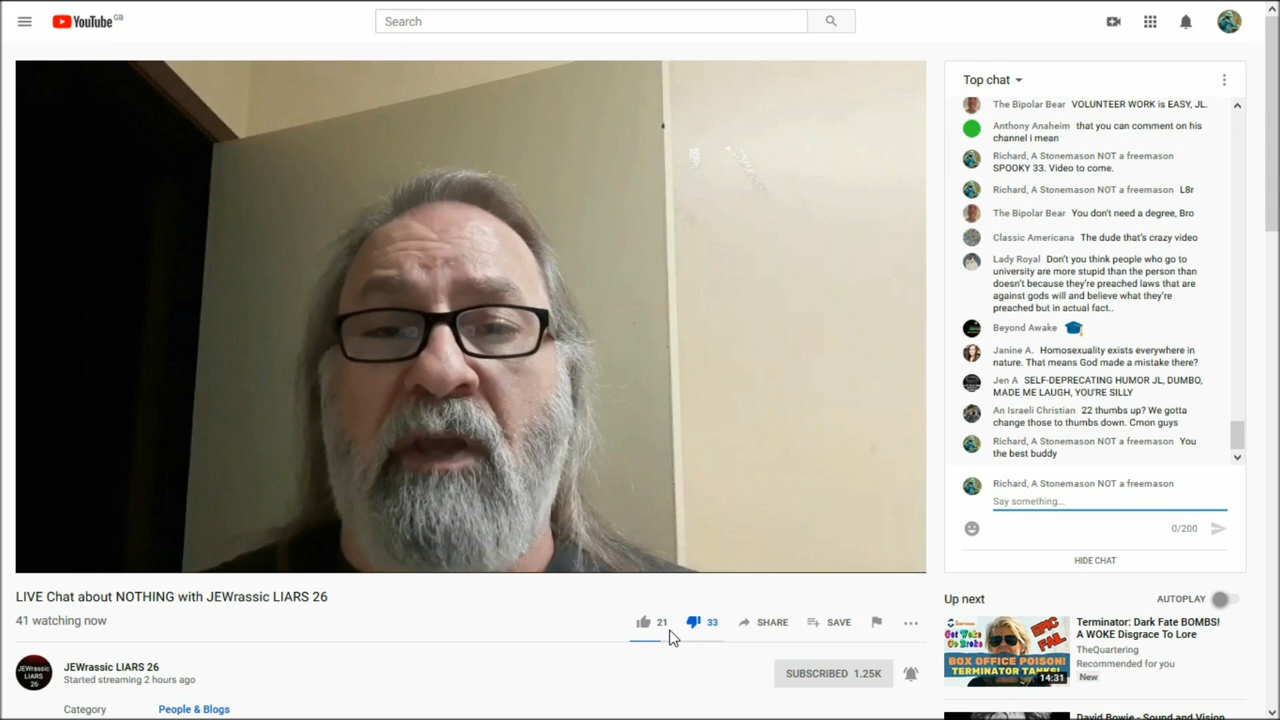 YouTube GB
Search
Top chat
The Bipolar Bear VOLUNTEER WORK is EASY, JL.
Anthony Anaheim that you can comment on his
channel i mean
Richard, A Stonemason NOT a freemason
SPOOKY 33. Video to come.
Richard, A Stonemason NOT a freemason L8r
The Bipolar Bear You don't need a degree, Bro
Classic Americana The dude that's crazy video
Lady Royal Don't you think people who go to
university are more stupid than the person than
doesn't because they're preached laws that are
against gods will and believe what they're
preached but in actual fact..
Beyond Awake
Janine A. Homosexuality exists everywhere in
nature. That means God made a mistake there?
Jen A SELF-DEPRECATING HUMOR JL, DUMBO,
MADE ME LAUGH, YOU'RE SILLY
An Israeli Christian 22 thumbs up? We gotta
change those to thumbs down. Cmon guys
Richard, A Stonemason NOT a freemason You
the best buddy
Richard, A Stonemason NOT a freemason
Say something...
0/200
HIDE CHAT
LIVE Chat about NOTHING with JEWrassic LIARS 26
41 watching now
21 33 SHARE SAVE
JEWrassic
LIARS
26
JEWrassic LIARS 26
Started streaming 2 hours ago
SUBSCRIBED 1.25K
Category People & Blogs
Up next
AUTOPLAY
Get Woke
Go Broke
EPIC
FAIL
BOX OFFICE POISON!
TERMINATOR TANKS!
14:31
Terminator: Dark Fate BOMBS!
A WOKE Disgrace To Lore
TheQuartering
Recommended for you
New
David Bowie - Sound and Vision